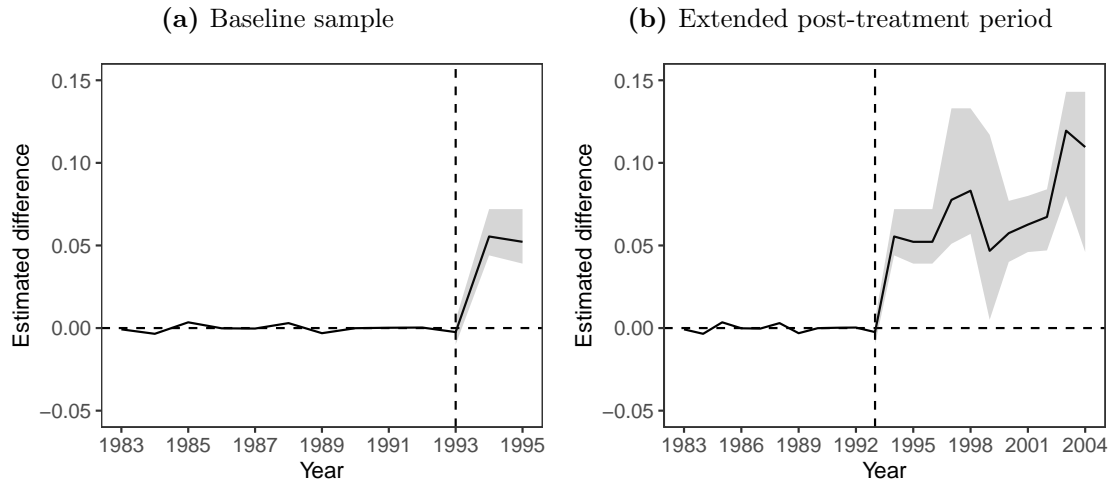 (a) Baseline sample
(b) Extended post-treatment period
Estimated difference
0.15
0.10
0.05
0.00
−0.05
1983 1985 1987 1989 1991 1993 1995
Year
Estimated difference
0.15
0.10
0.05
0.00
−0.05
1983 1986 1989 1992 1995 1998 2001 2004
Year